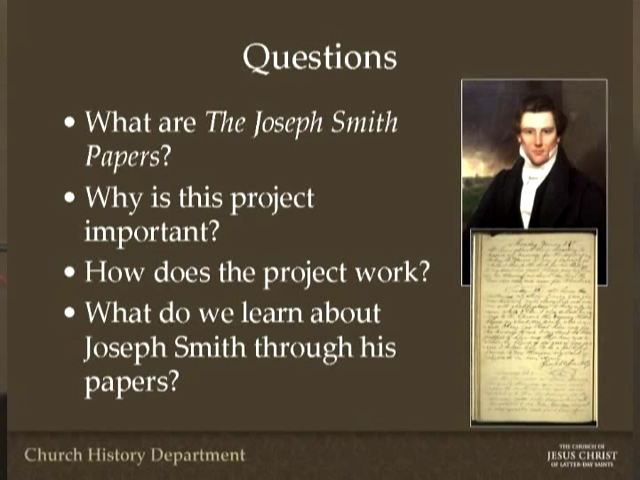 Questions
• What are The Joseph Smith
Papers?
• Why is this project
important?
• How does the project work?
• What do we learn about
Joseph Smith through his
papers?
Church History Department
THE CHURCH OF
JESUS CHRIST
OF LATTER-DAY SAINTS